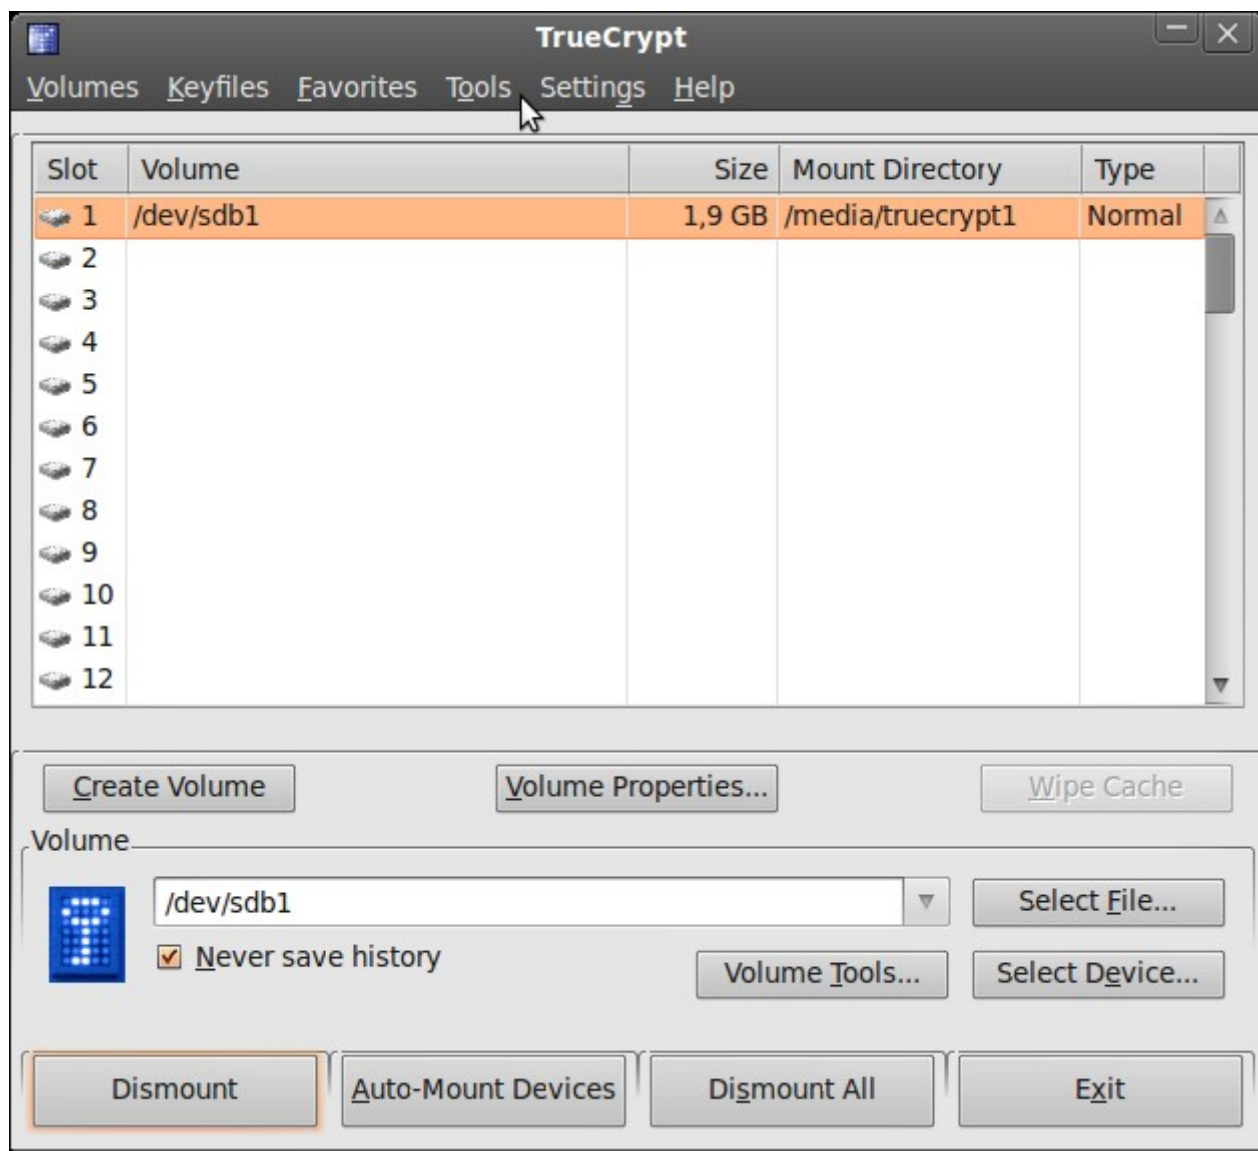 TrueCrypt
Volumes Keyfiles Favorites Tools Settings Help
Slot Volume Size Mount Directory Type
1 /dev/sdb1 1,9 GB /media/truecrypt1 Normal
2
3
4
5
6
7
8
9
10
11
12
Create Volume Volume Properties... Wipe Cache
Volume
/dev/sdb1 Select File...
Never save history
Volume Tools... Select Device...
Dismount Auto-Mount Devices Dismount All Exit